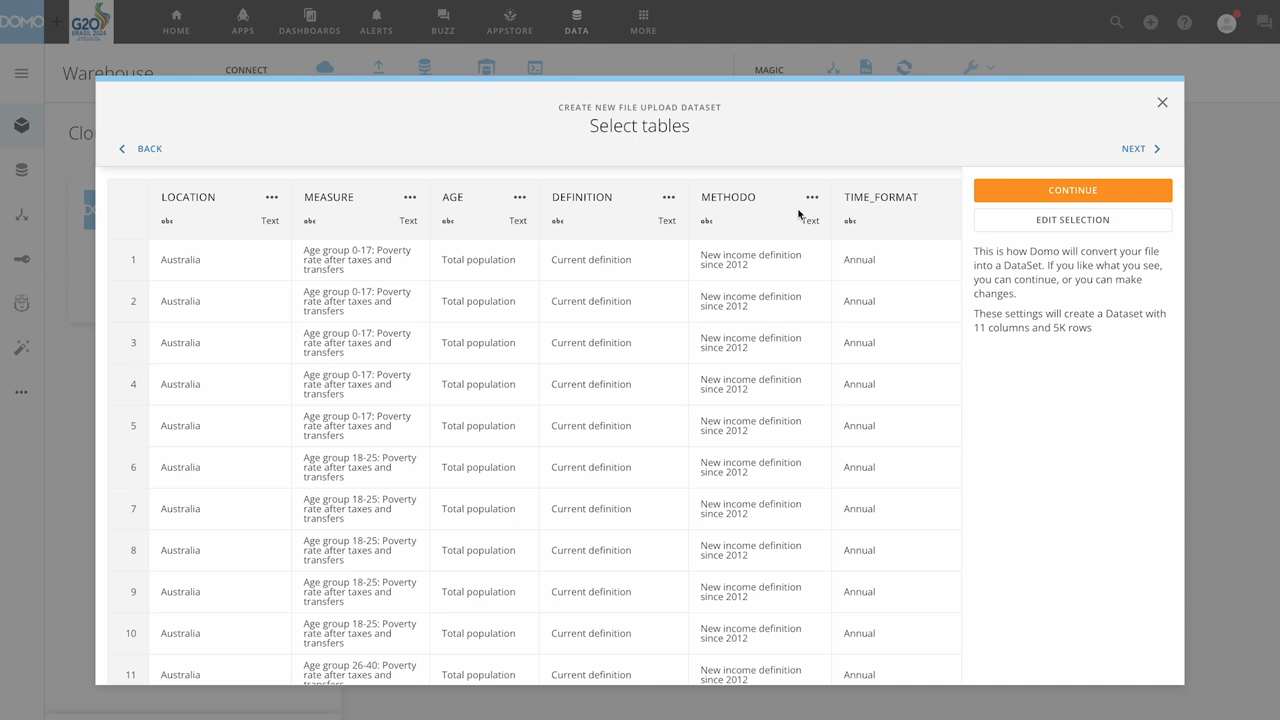 DOMO
G20
BRASIL 2024
HOME
APPS
DASHBOARDS
ALERTS
BUZZ
APPSTORE
DATA
MORE
Warehouse
CONNECT
MAGIC
Clo
CREATE NEW FILE UPLOAD DATASET
Select tables
BACK
NEXT
LOCATION MEASURE AGE DEFINITION METHODO TIME_FORMAT
abc Text abc Text abc Text abc Text abc Text abc
1 Australia Age group 0-17: Poverty rate after taxes and transfers Total population Current definition New income definition since 2012 Annual
2 Australia Age group 0-17: Poverty rate after taxes and transfers Total population Current definition New income definition since 2012 Annual
3 Australia Age group 0-17: Poverty rate after taxes and transfers Total population Current definition New income definition since 2012 Annual
4 Australia Age group 0-17: Poverty rate after taxes and transfers Total population Current definition New income definition since 2012 Annual
5 Australia Age group 0-17: Poverty rate after taxes and transfers Total population Current definition New income definition since 2012 Annual
6 Australia Age group 18-25: Poverty rate after taxes and transfers Total population Current definition New income definition since 2012 Annual
7 Australia Age group 18-25: Poverty rate after taxes and transfers Total population Current definition New income definition since 2012 Annual
8 Australia Age group 18-25: Poverty rate after taxes and transfers Total population Current definition New income definition since 2012 Annual
9 Australia Age group 18-25: Poverty rate after taxes and transfers Total population Current definition New income definition since 2012 Annual
10 Australia Age group 18-25: Poverty rate after taxes and transfers Total population Current definition New income definition since 2012 Annual
11 Australia Age group 26-40: Poverty rate after taxes and transfers Total population Current definition New income definition since 2012 Annual
CONTINUE
EDIT SELECTION
This is how Domo will convert your file
into a DataSet. If you like what you see,
you can continue, or you can make
changes.
These settings will create a Dataset with
11 columns and 5K rows